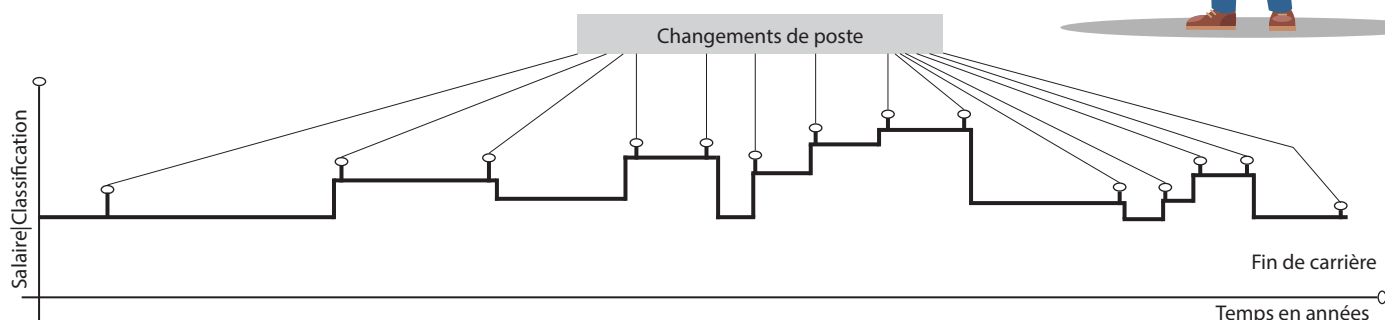 Changements de poste
Salaire|Classification
Fin de carrière
Temps en années